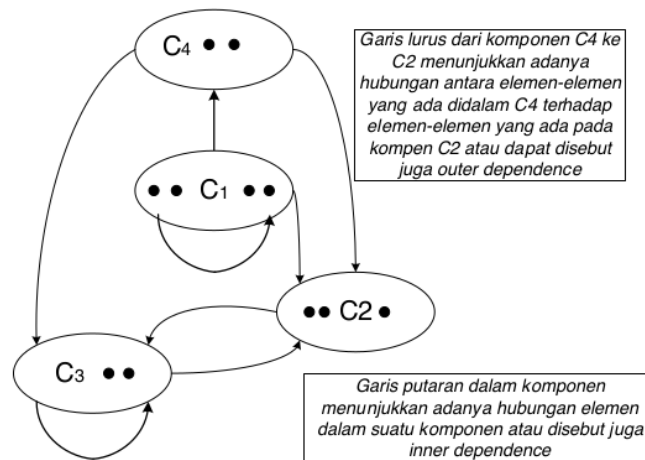 C4
Garis lurus dari komponen C4 ke
C2 menunjukkan adanya
hubungan antara elemen-elemen
yang ada didalam C4 terhadap
elemen-elemen yang ada pada
kompen C2 atau dapat disebut
juga outer dependence
C1
C2
C3
Garis putaran dalam komponen
menunjukkan adanya hubungan elemen
dalam suatu komponen atau disebut juga
inner dependence